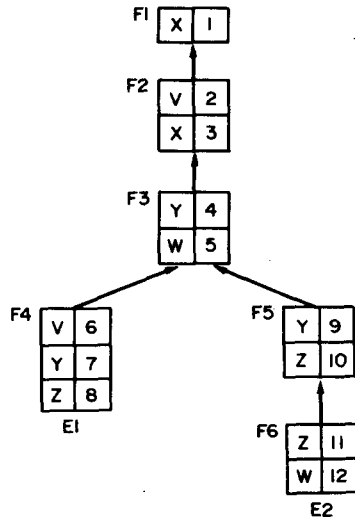 F1 X 1
F2 V 2
X 3
F3 Y 4
W 5
F4 V 6
Y 7
Z 8
E1
F5 Y 9
Z 10
F6 Z 11
W 12
E2